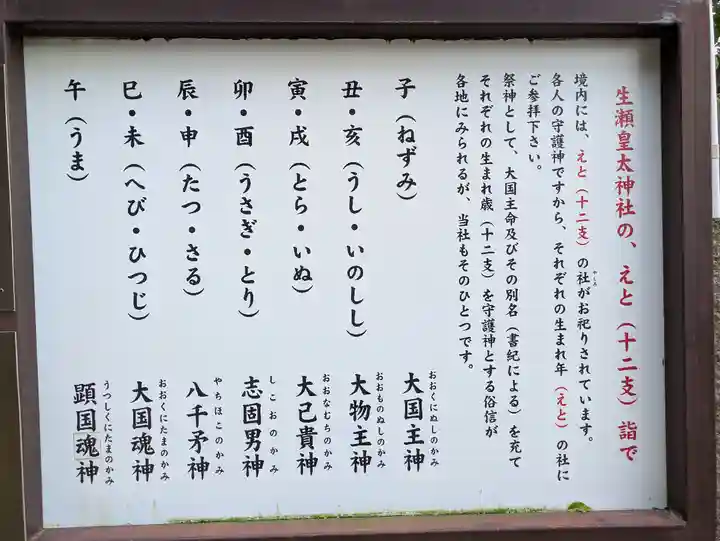 生瀬皇太神社の、えと（十二支）詣で
境内には、えと（十二支）の社がお祀りされています。
やしろ
各人の守護神ですから、それぞれの生まれ年（えと）の社に
ご参拝下さい。
祭神として、大国主命及びその別名（書紀による）を充て
それぞれの生まれ歳（十二支）を守護神とする俗信が
各地にみられるが、当社もそのひとつです。
子（ねずみ） 大国主神
おおくにぬしのかみ
丑・亥（うし・いのしし） 大物主神
おおものぬしのかみ
寅・戌（とら・いぬ） 大己貴神
おおなむちのかみ
卯・酉（うさぎ・とり） 志固男神
しこおのかみ
辰・申（たつ・さる） 八千矛神
やちほこのかみ
巳・未（へび・ひつじ） 大国魂神
おおくにたまのかみ
午（うま） 顕国魂神
うつしくにたまのかみ